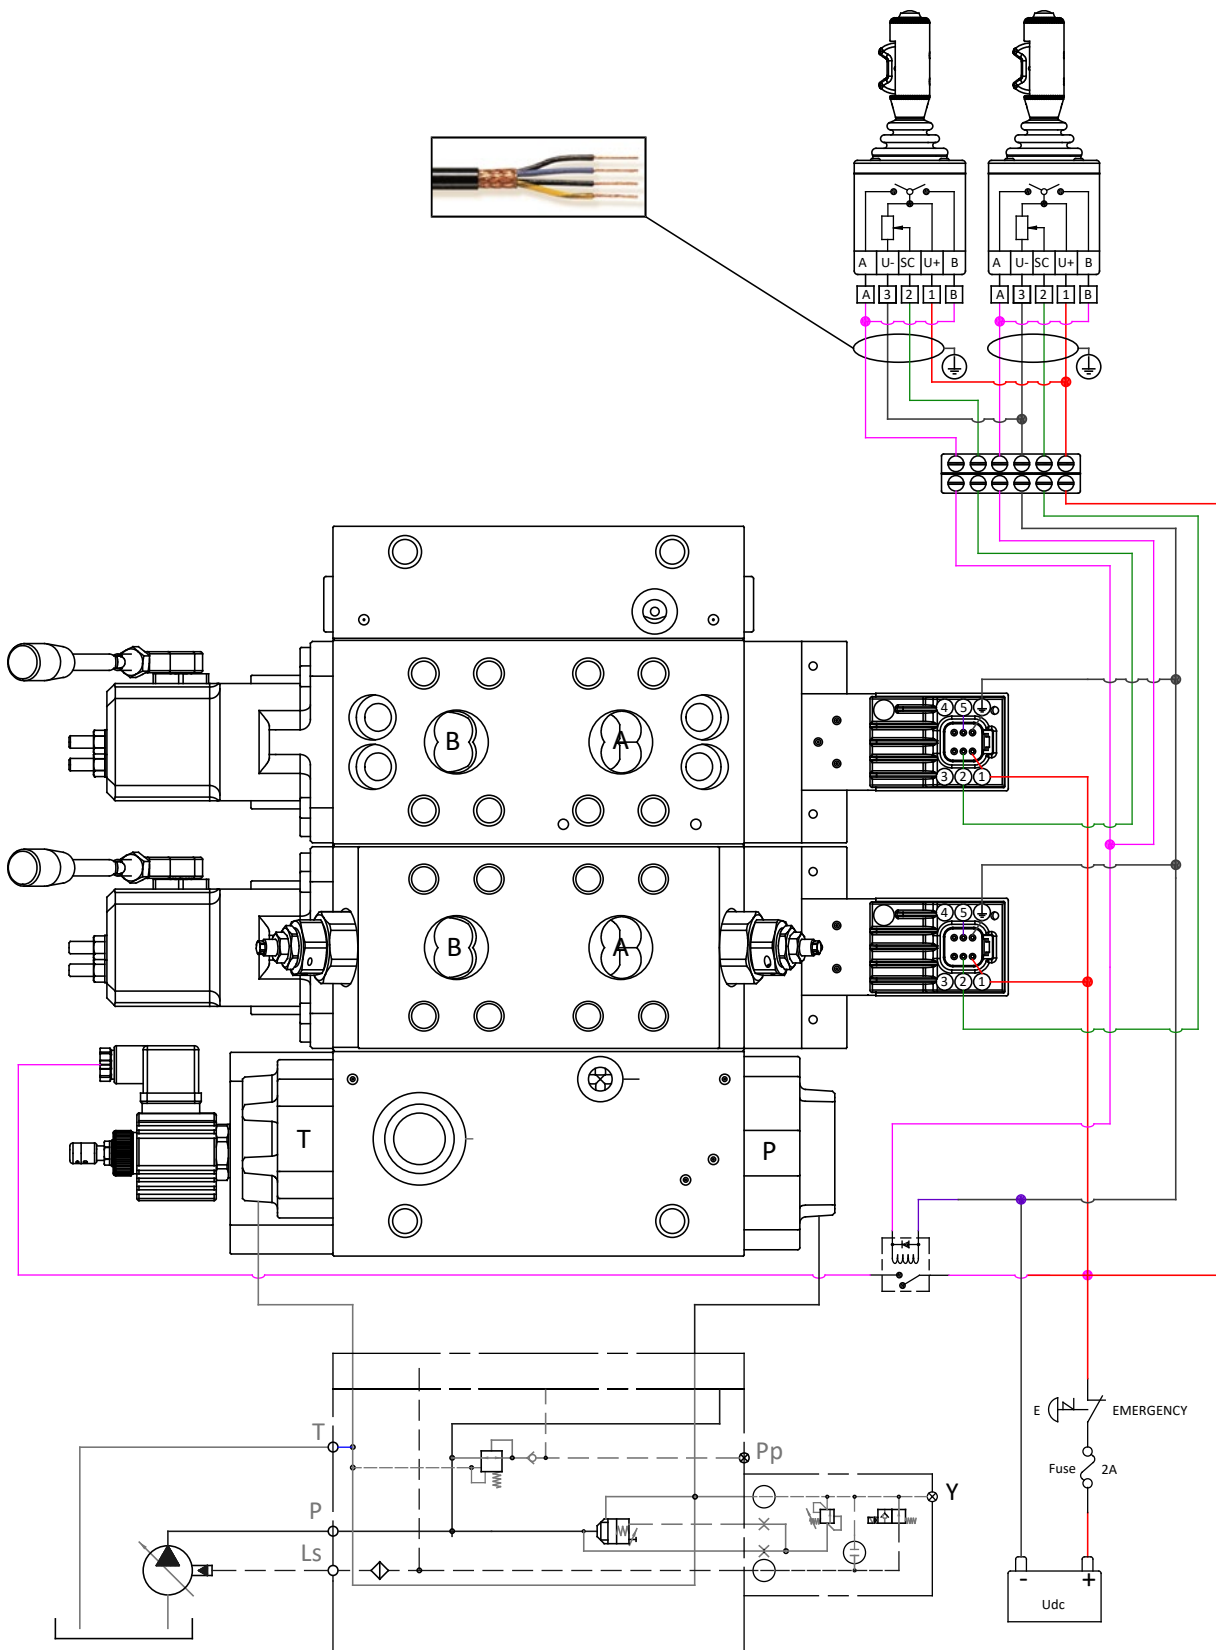 A U- SC U+ B
A U- SC U+ B
A 3 2 1 B
A 3 2 1 B
4 5
B A
3 2 1
4 5
B A
3 2 1
T P
E EMERGENCY
T
Pp
Fuse 2A
Y
P
Ls
- +
Udc